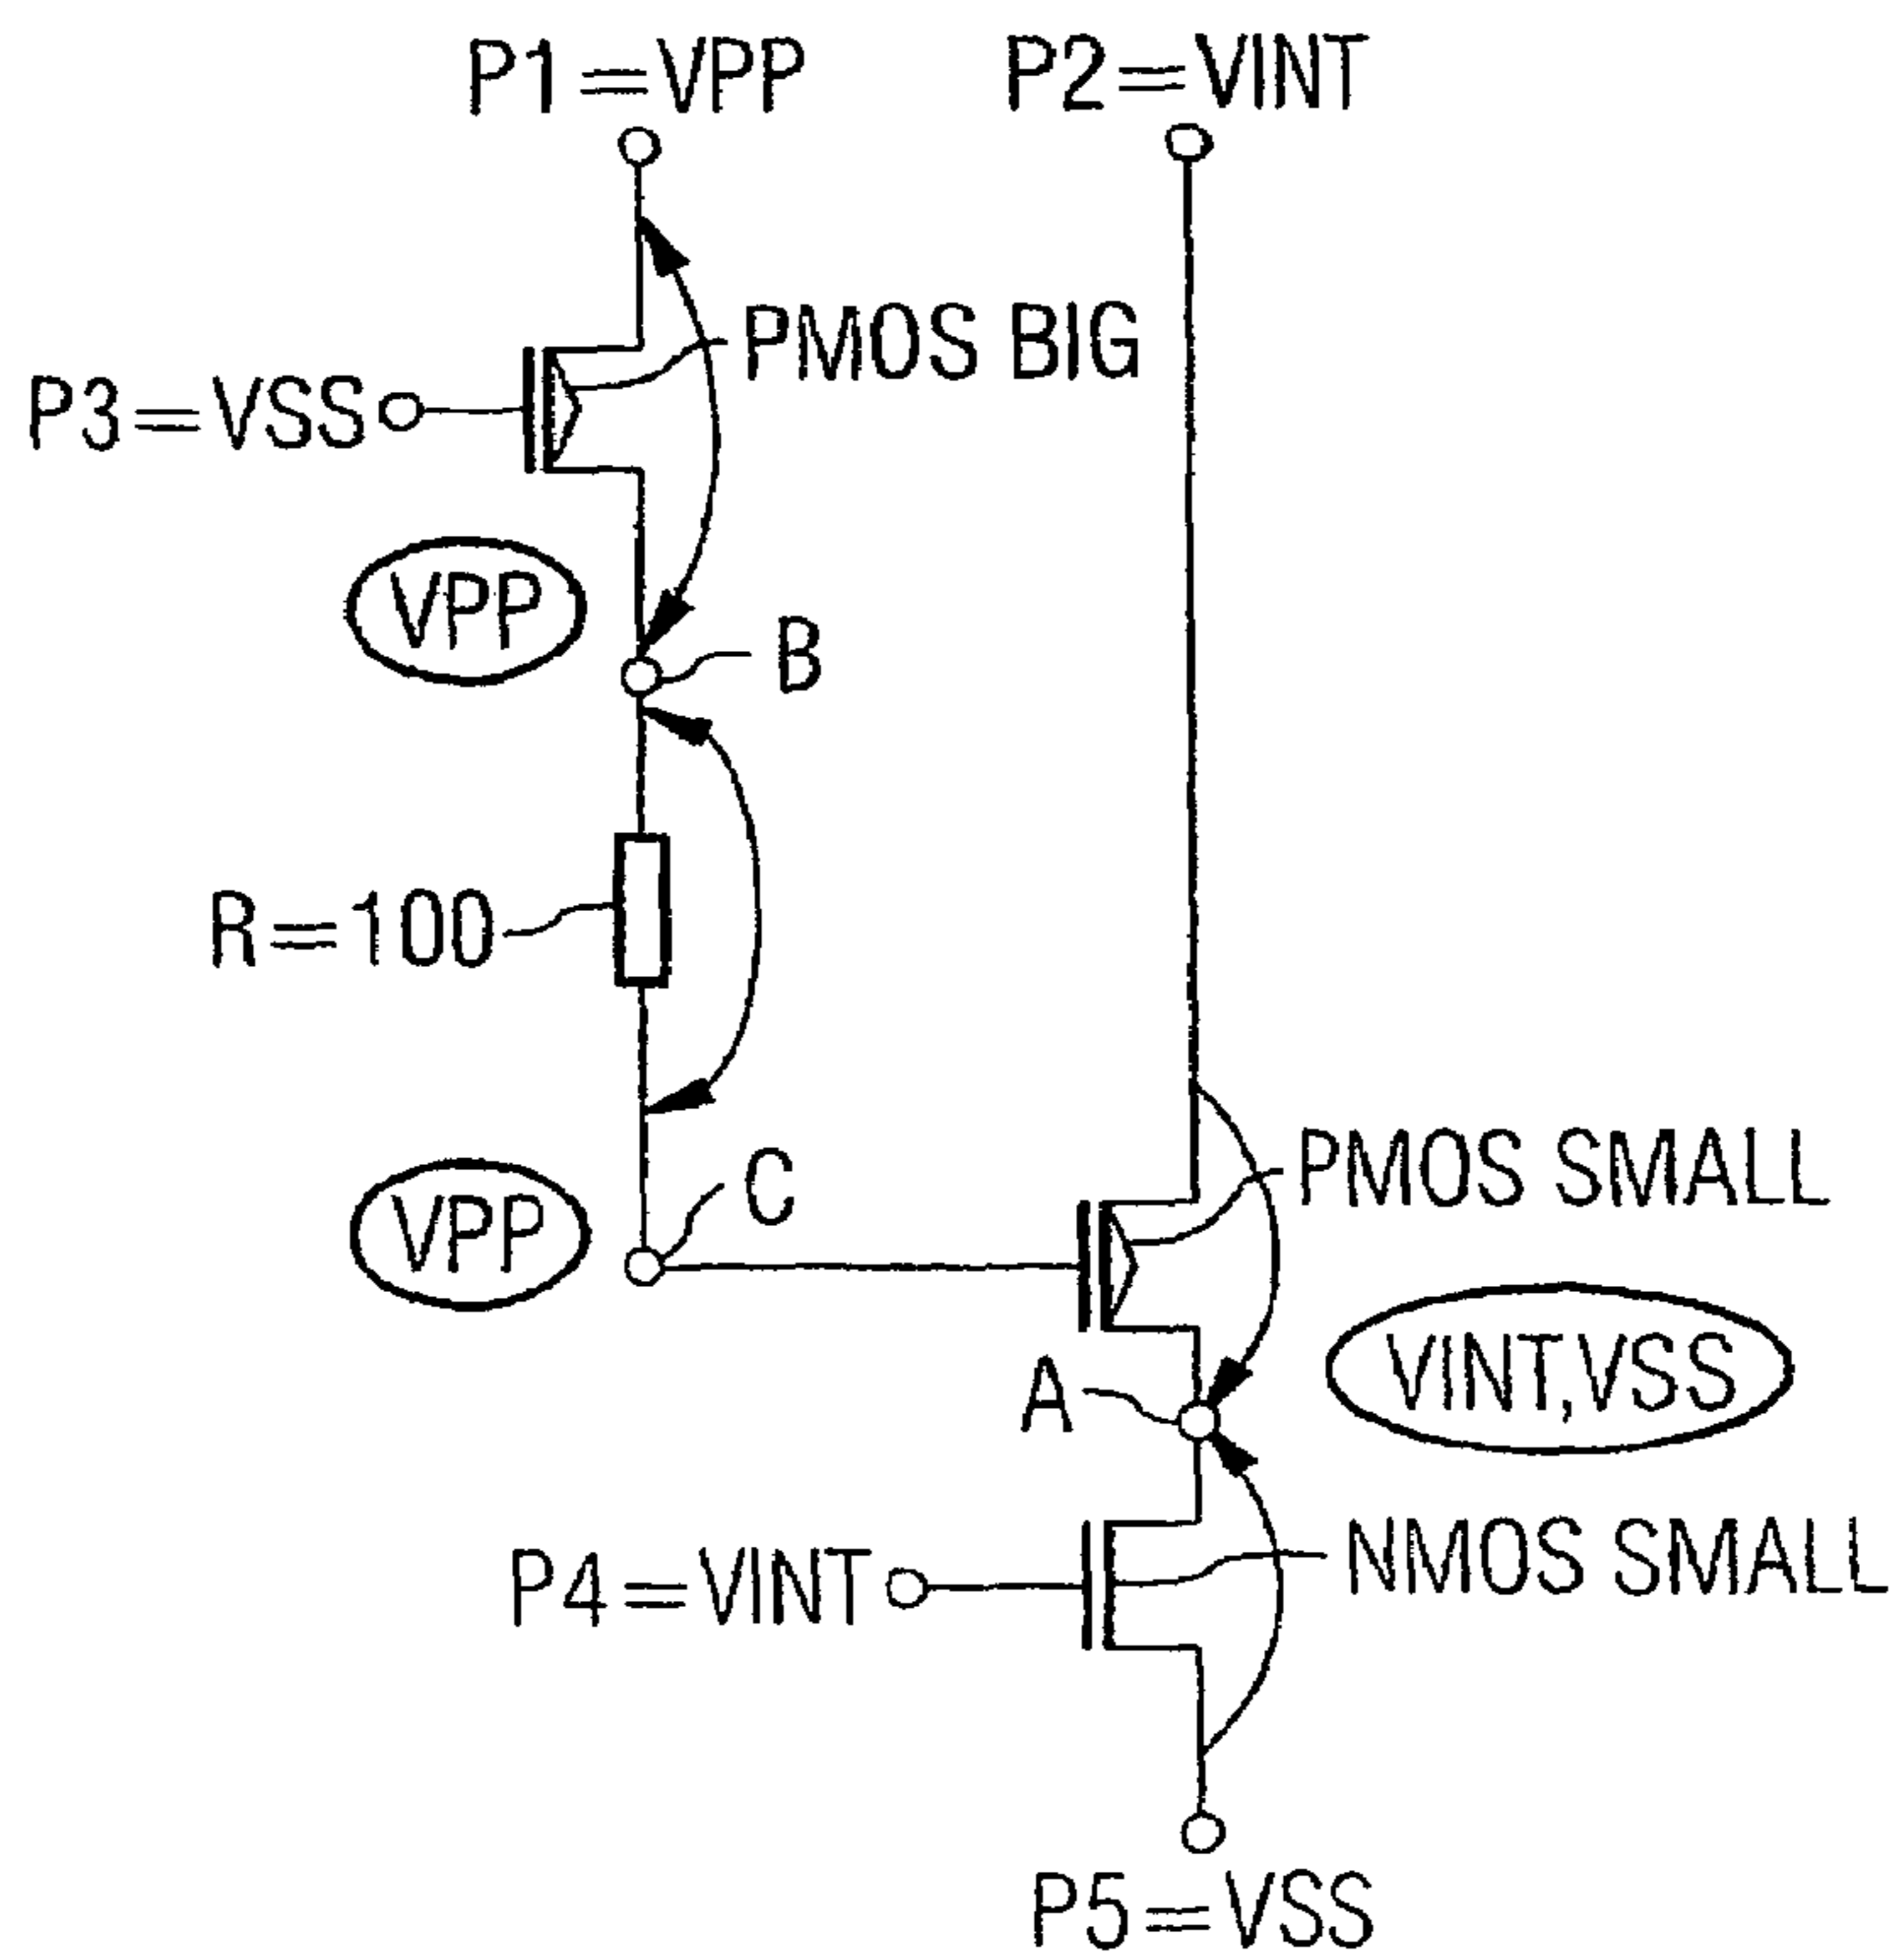 P1=VPP
P2=VINT
PMOS BIG
P3=VSS
VPP
B
R=100
C
PMOS SMALL
VPP
VINT,VSS
A
NMOS SMALL
P4=VINT
P5=VSS